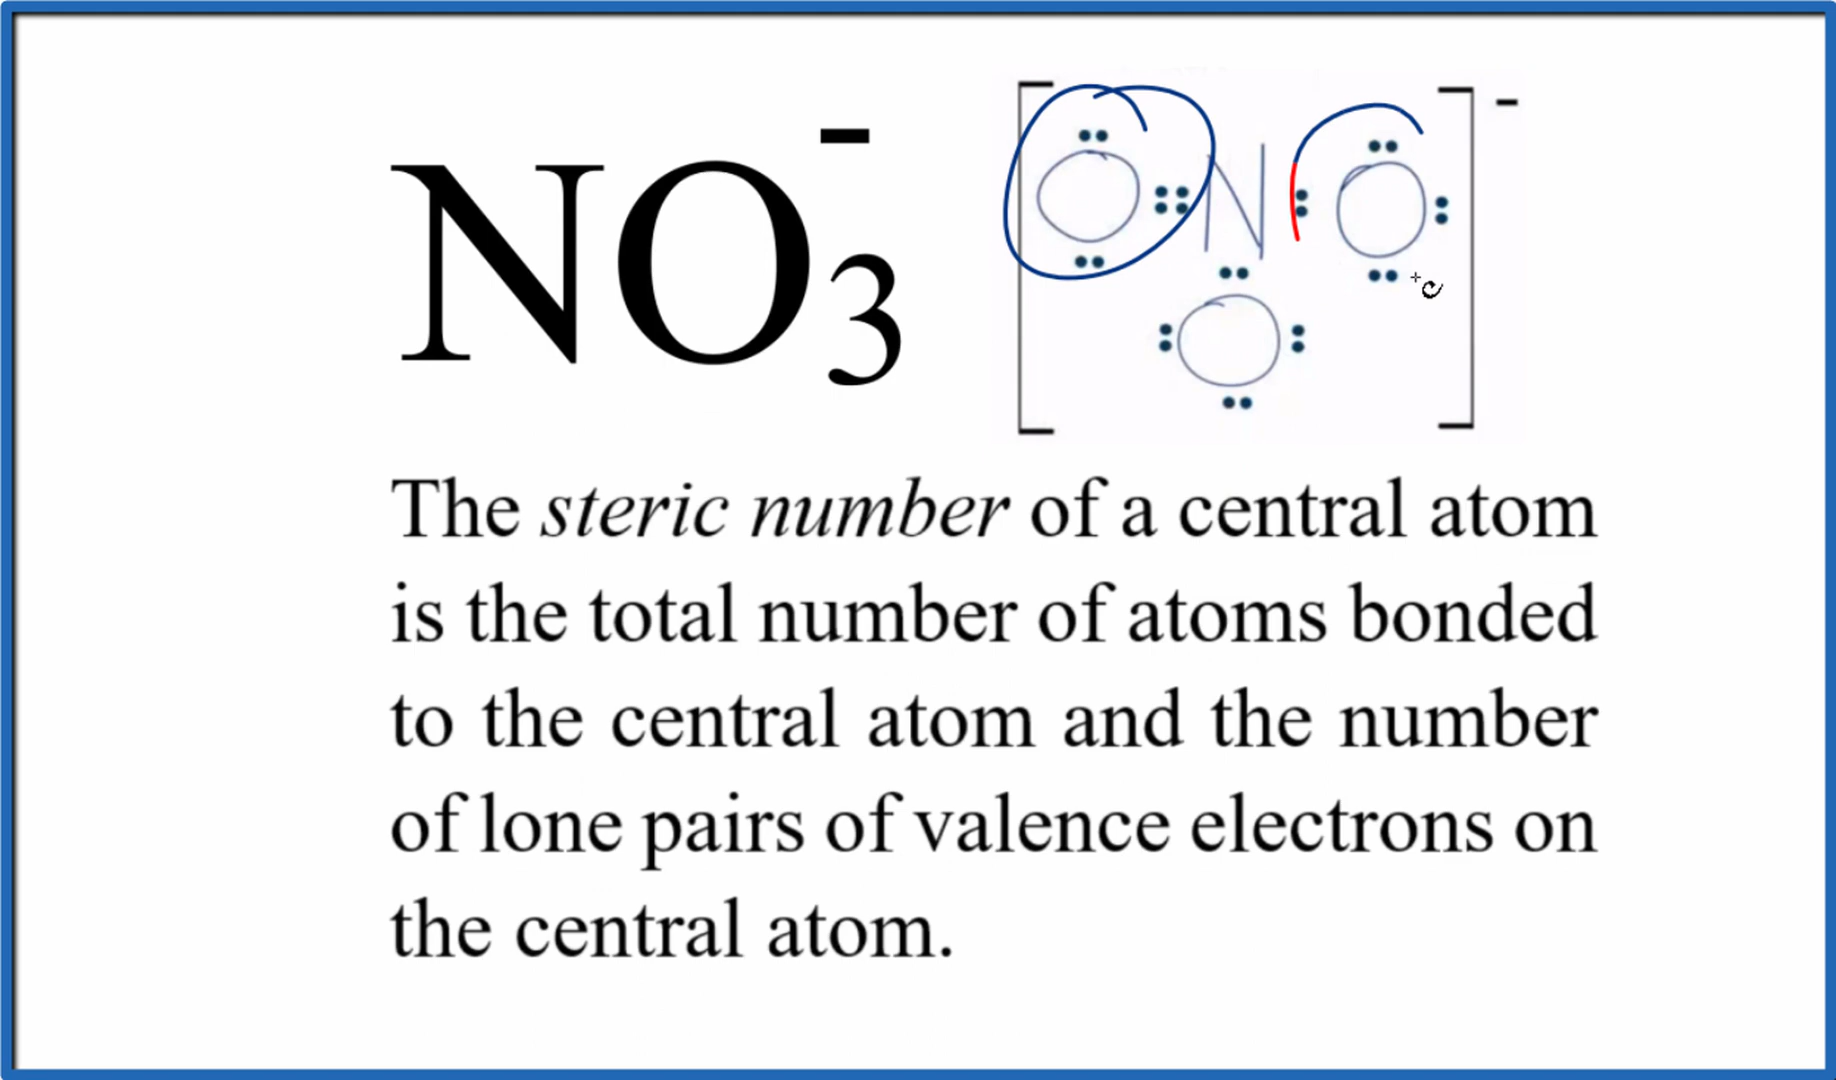 NO3-
[O N O]-
O
The steric number of a central atom
is the total number of atoms bonded
to the central atom and the number
of lone pairs of valence electrons on
the central atom.